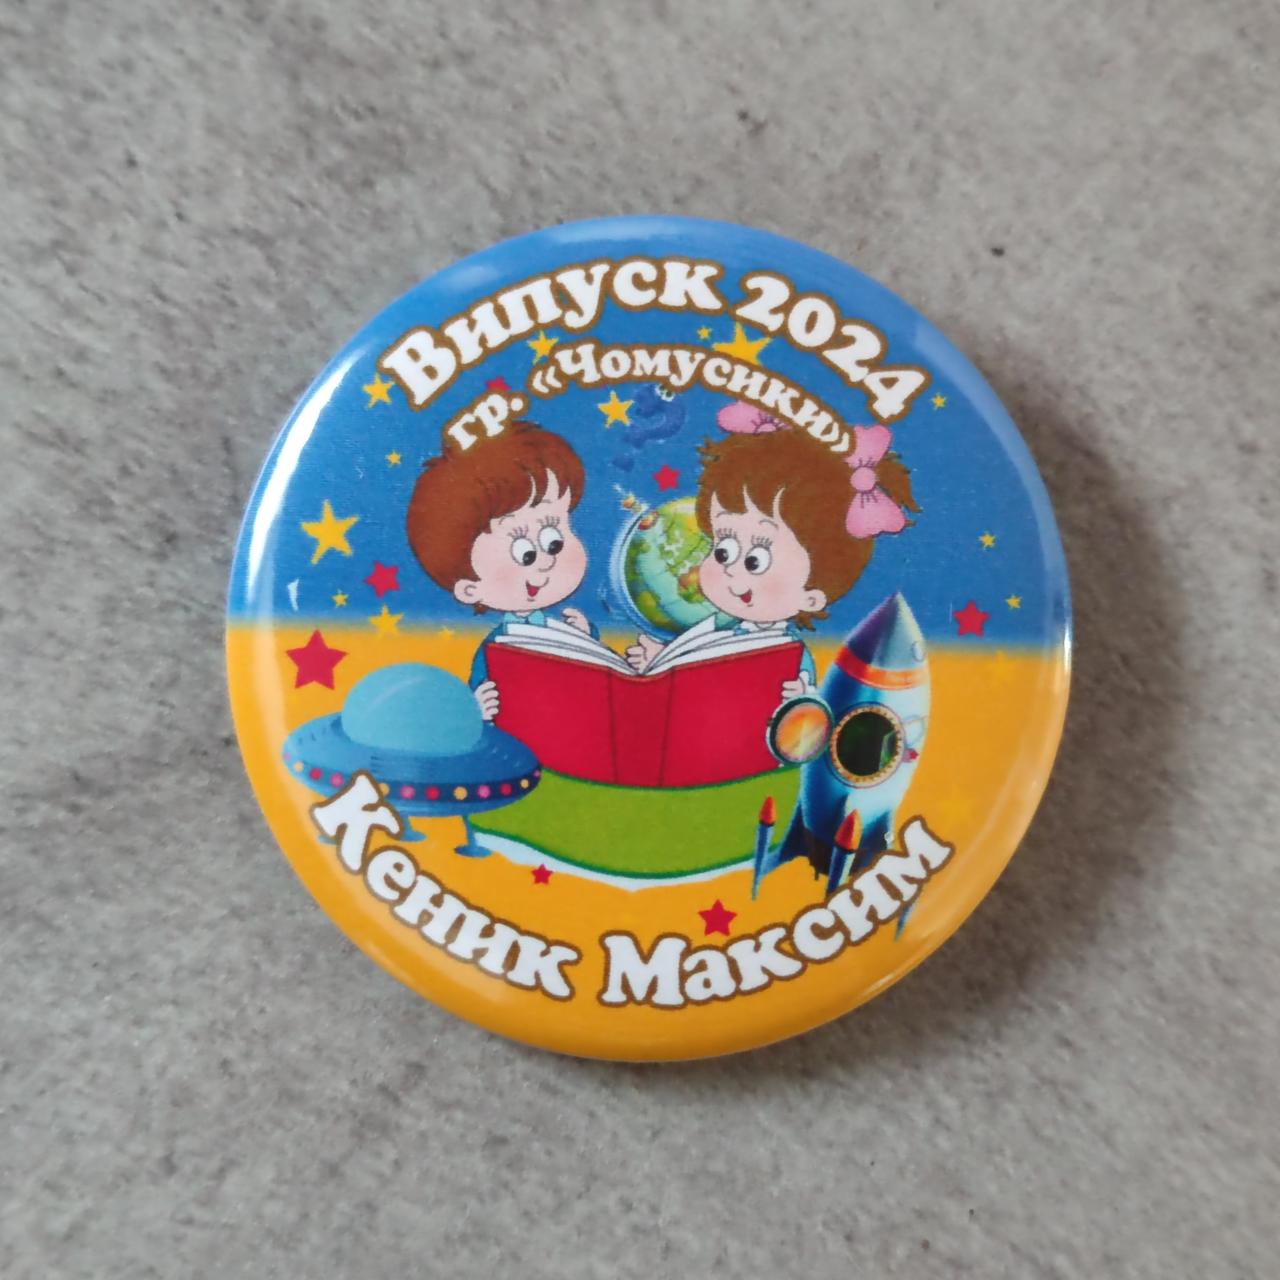 Випуск 2024
гр. «Чомусики»
Кеник Максим